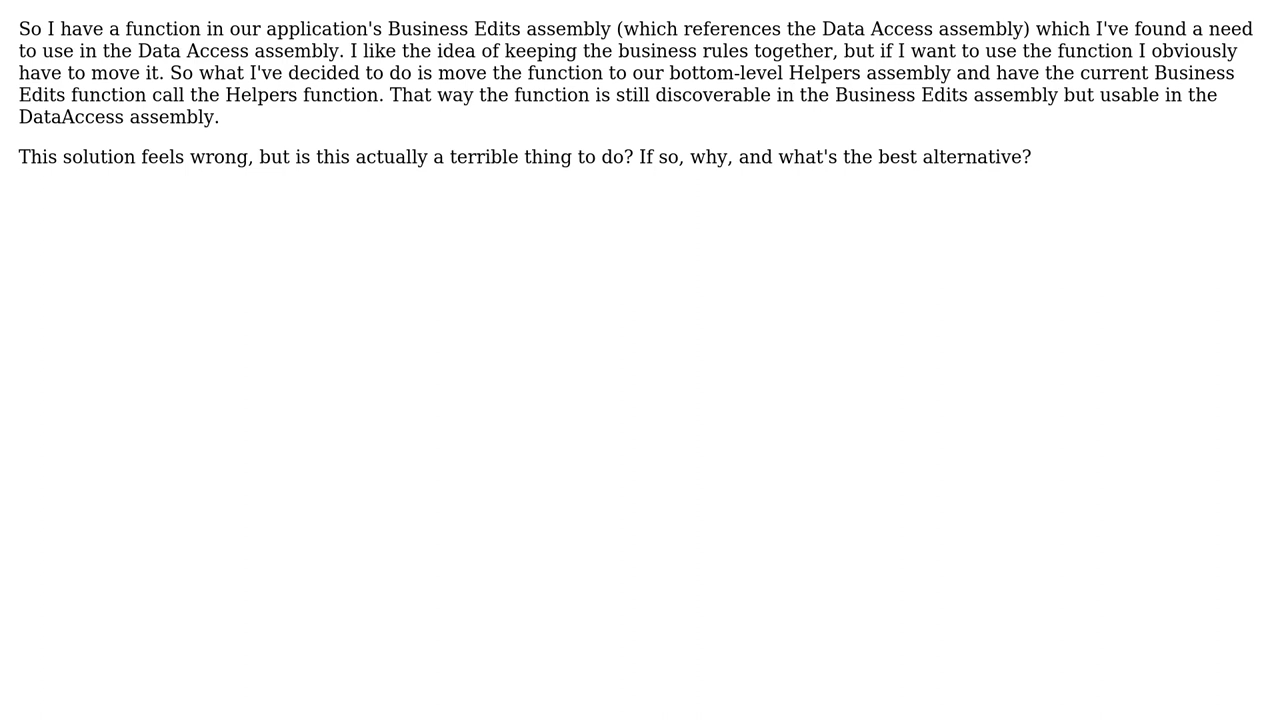 So I have a function in our application's Business Edits assembly (which references the Data Access assembly) which I've found a need
to use in the Data Access assembly. I like the idea of keeping the business rules together, but if I want to use the function I obviously
have to move it. So what I've decided to do is move the function to our bottom-level Helpers assembly and have the current Business
Edits function call the Helpers function. That way the function is still discoverable in the Business Edits assembly but usable in the
DataAccess assembly.
This solution feels wrong, but is this actually a terrible thing to do? If so, why, and what's the best alternative?